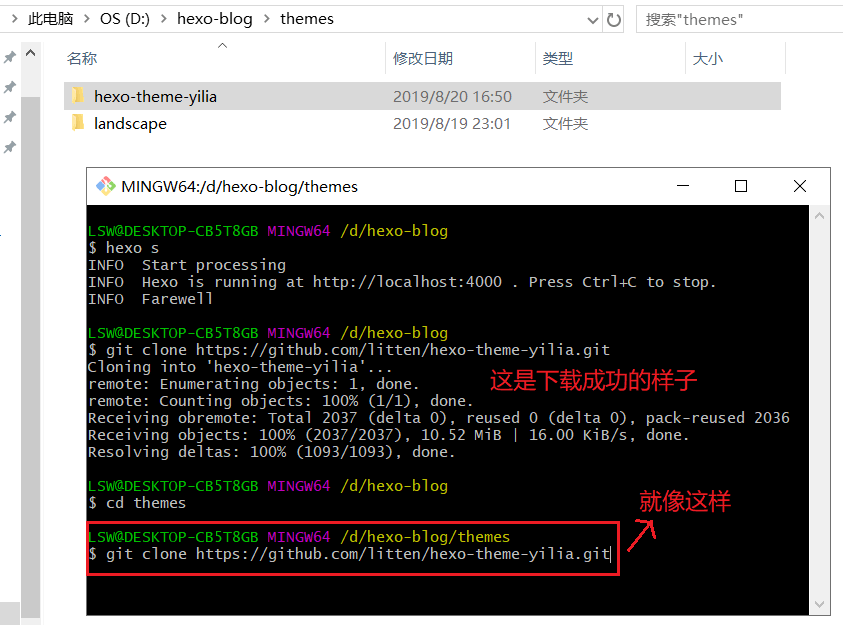 此电脑 > OS (D:) > hexo-blog > themes
搜索"themes"
名称 修改日期 类型 大小
hexo-theme-yilia 2019/8/20 16:50 文件夹
landscape 2019/8/19 23:01 文件夹
MINGW64:/d/hexo-blog/themes
LSW@DESKTOP-CB5T8GB MINGW64 /d/hexo-blog
$ hexo s
INFO  Start processing
INFO  Hexo is running at http://localhost:4000 . Press Ctrl+C to stop.
INFO  Farewell
LSW@DESKTOP-CB5T8GB MINGW64 /d/hexo-blog
$ git clone https://github.com/litten/hexo-theme-yilia.git
Cloning into 'hexo-theme-yilia'...
这是下载成功的样子
remote: Enumerating objects: 1, done.
remote: Counting objects: 100% (1/1), done.
Receiving obremote: Total 2037 (delta 0), reused 0 (delta 0), pack-reused 2036
Receiving objects: 100% (2037/2037), 10.52 MiB | 16.00 KiB/s, done.
Resolving deltas: 100% (1093/1093), done.
LSW@DESKTOP-CB5T8GB MINGW64 /d/hexo-blog
$ cd themes
就像这样
LSW@DESKTOP-CB5T8GB MINGW64 /d/hexo-blog/themes
$ git clone https://github.com/litten/hexo-theme-yilia.git